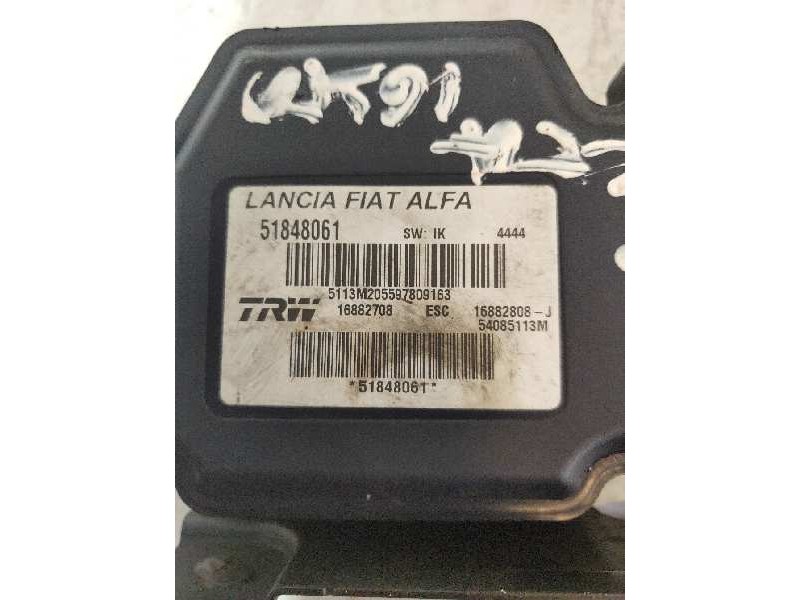 LANCIA FIAT ALFA
51848061 SW: IK 4444
5113M205597809163
TRW 16882708 ESC 16882808-J
54085113M
*51848061*